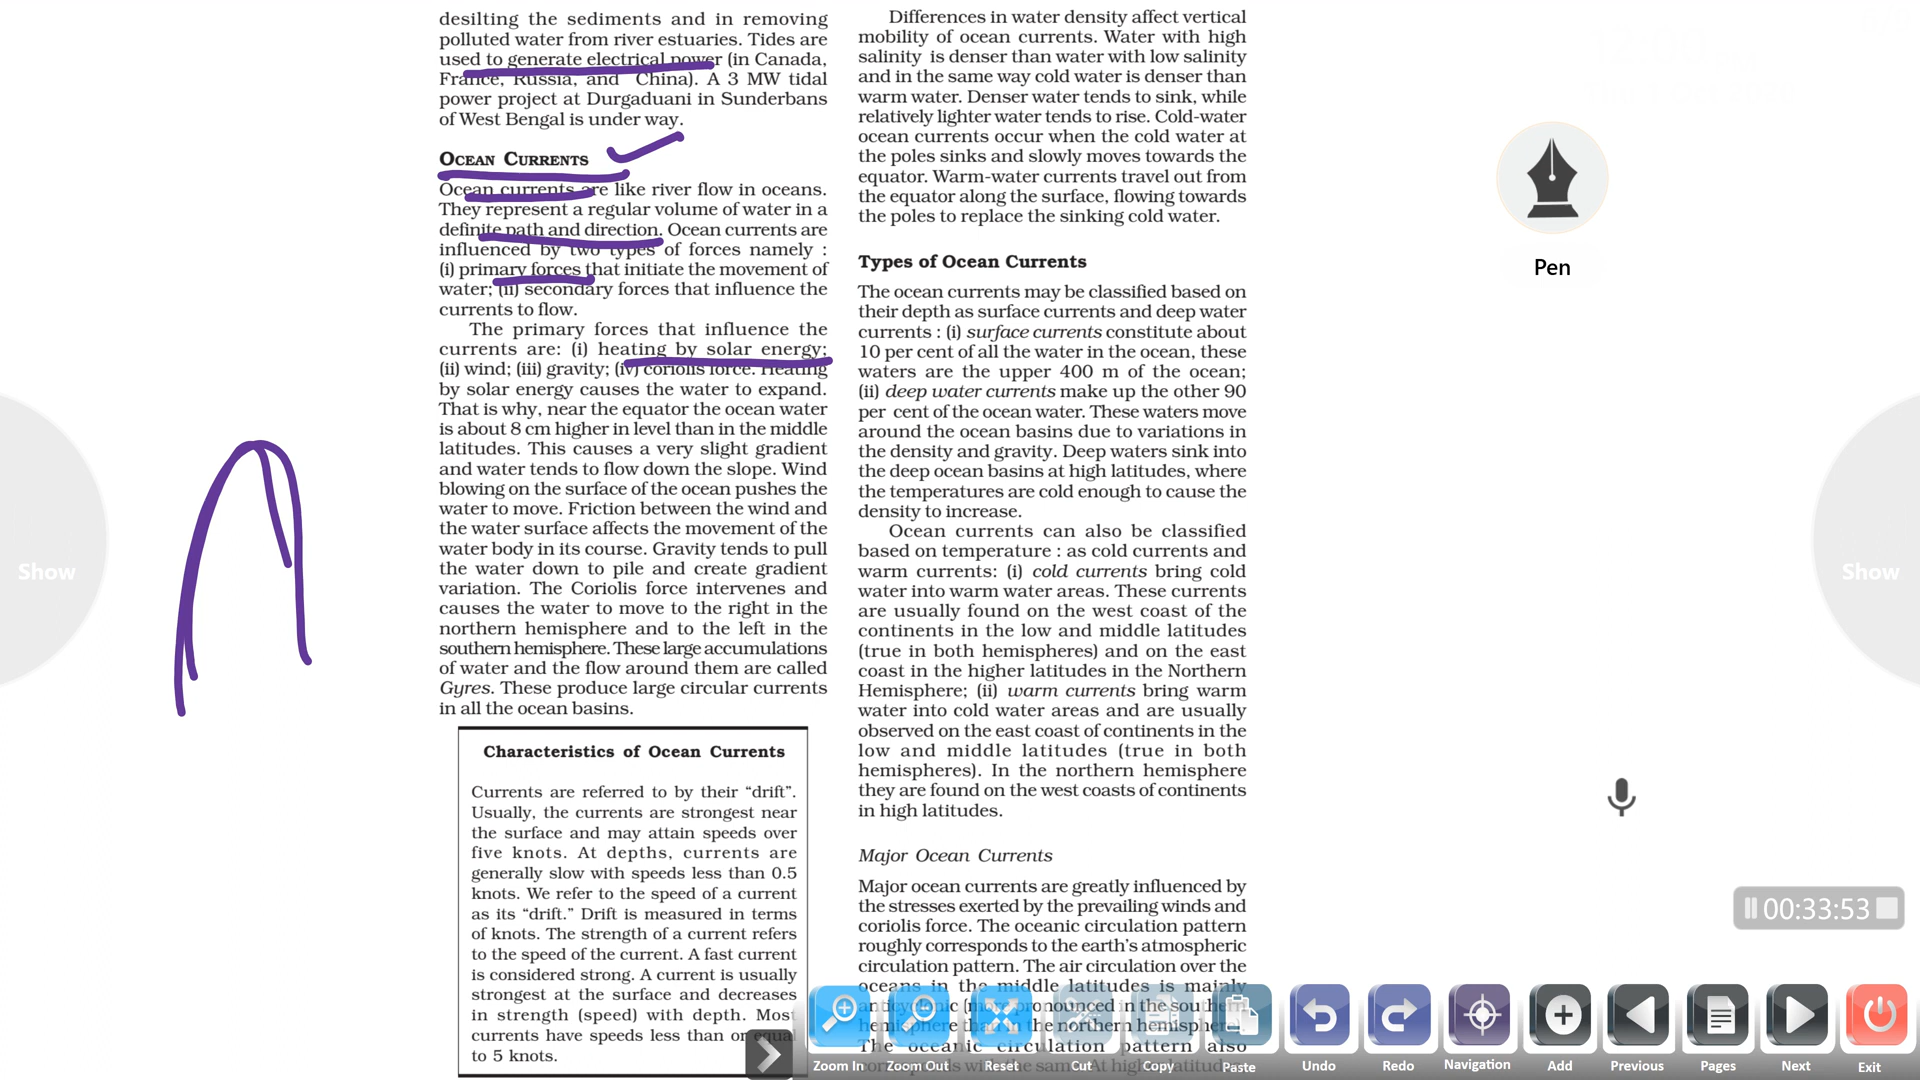 desilting the sediments and in removing
polluted water from river estuaries. Tides are
used to generate electrical power (in Canada,
France, Russia, and China). A 3 MW tidal
power project at Durgaduani in Sunderbans
of West Bengal is under way.
OCEAN CURRENTS
Ocean currents are like river flow in oceans.
They represent a regular volume of water in a
definite path and direction. Ocean currents are
influenced by two types of forces namely :
(i) primary forces that initiate the movement of
water; (ii) secondary forces that influence the
currents to flow.
The primary forces that influence the
currents are: (i) heating by solar energy;
(ii) wind; (iii) gravity; (iv) coriolis force. Heating
by solar energy causes the water to expand.
That is why, near the equator the ocean water
is about 8 cm higher in level than in the middle
latitudes. This causes a very slight gradient
and water tends to flow down the slope. Wind
blowing on the surface of the ocean pushes the
water to move. Friction between the wind and
the water surface affects the movement of the
water body in its course. Gravity tends to pull
the water down to pile and create gradient
variation. The Coriolis force intervenes and
causes the water to move to the right in the
northern hemisphere and to the left in the
southern hemisphere. These large accumulations
of water and the flow around them are called
Gyres. These produce large circular currents
in all the ocean basins.
Characteristics of Ocean Currents
Currents are referred to by their “drift”.
Usually, the currents are strongest near
the surface and may attain speeds over
five knots. At depths, currents are
generally slow with speeds less than 0.5
knots. We refer to the speed of a current
as its “drift.” Drift is measured in terms
of knots. The strength of a current refers
to the speed of the current. A fast current
is considered strong. A current is usually
strongest at the surface and decreases
in strength (speed) with depth. Most
currents have speeds less than or equal
to 5 knots.
Differences in water density affect vertical
mobility of ocean currents. Water with high
salinity is denser than water with low salinity
and in the same way cold water is denser than
warm water. Denser water tends to sink, while
relatively lighter water tends to rise. Cold-water
ocean currents occur when the cold water at
the poles sinks and slowly moves towards the
equator. Warm-water currents travel out from
the equator along the surface, flowing towards
the poles to replace the sinking cold water.
Types of Ocean Currents
The ocean currents may be classified based on
their depth as surface currents and deep water
currents : (i) surface currents constitute about
10 per cent of all the water in the ocean, these
waters are the upper 400 m of the ocean;
(ii) deep water currents make up the other 90
per cent of the ocean water. These waters move
around the ocean basins due to variations in
the density and gravity. Deep waters sink into
the deep ocean basins at high latitudes, where
the temperatures are cold enough to cause the
density to increase.
Ocean currents can also be classified
based on temperature : as cold currents and
warm currents: (i) cold currents bring cold
water into warm water areas. These currents
are usually found on the west coast of the
continents in the low and middle latitudes
(true in both hemispheres) and on the east
coast in the higher latitudes in the Northern
Hemisphere; (ii) warm currents bring warm
water into cold water areas and are usually
observed on the east coast of continents in the
low and middle latitudes (true in both
hemispheres). In the northern hemisphere
they are found on the west coasts of continents
in high latitudes.
Major Ocean Currents
Major ocean currents are greatly influenced by
the stresses exerted by the prevailing winds and
coriolis force. The oceanic circulation pattern
roughly corresponds to the earth’s atmospheric
circulation pattern. The air circulation over the
oceans in the middle latitudes is mainly
anticyclonic (more pronounced in the southern
hemisphere than in the northern hemisphere).
The oceanic circulation pattern also
Pen
Show
Show
00:33:53
Zoom In Zoom Out Reset Cut Copy Paste Undo Redo Navigation Add Previous Pages Next Exit